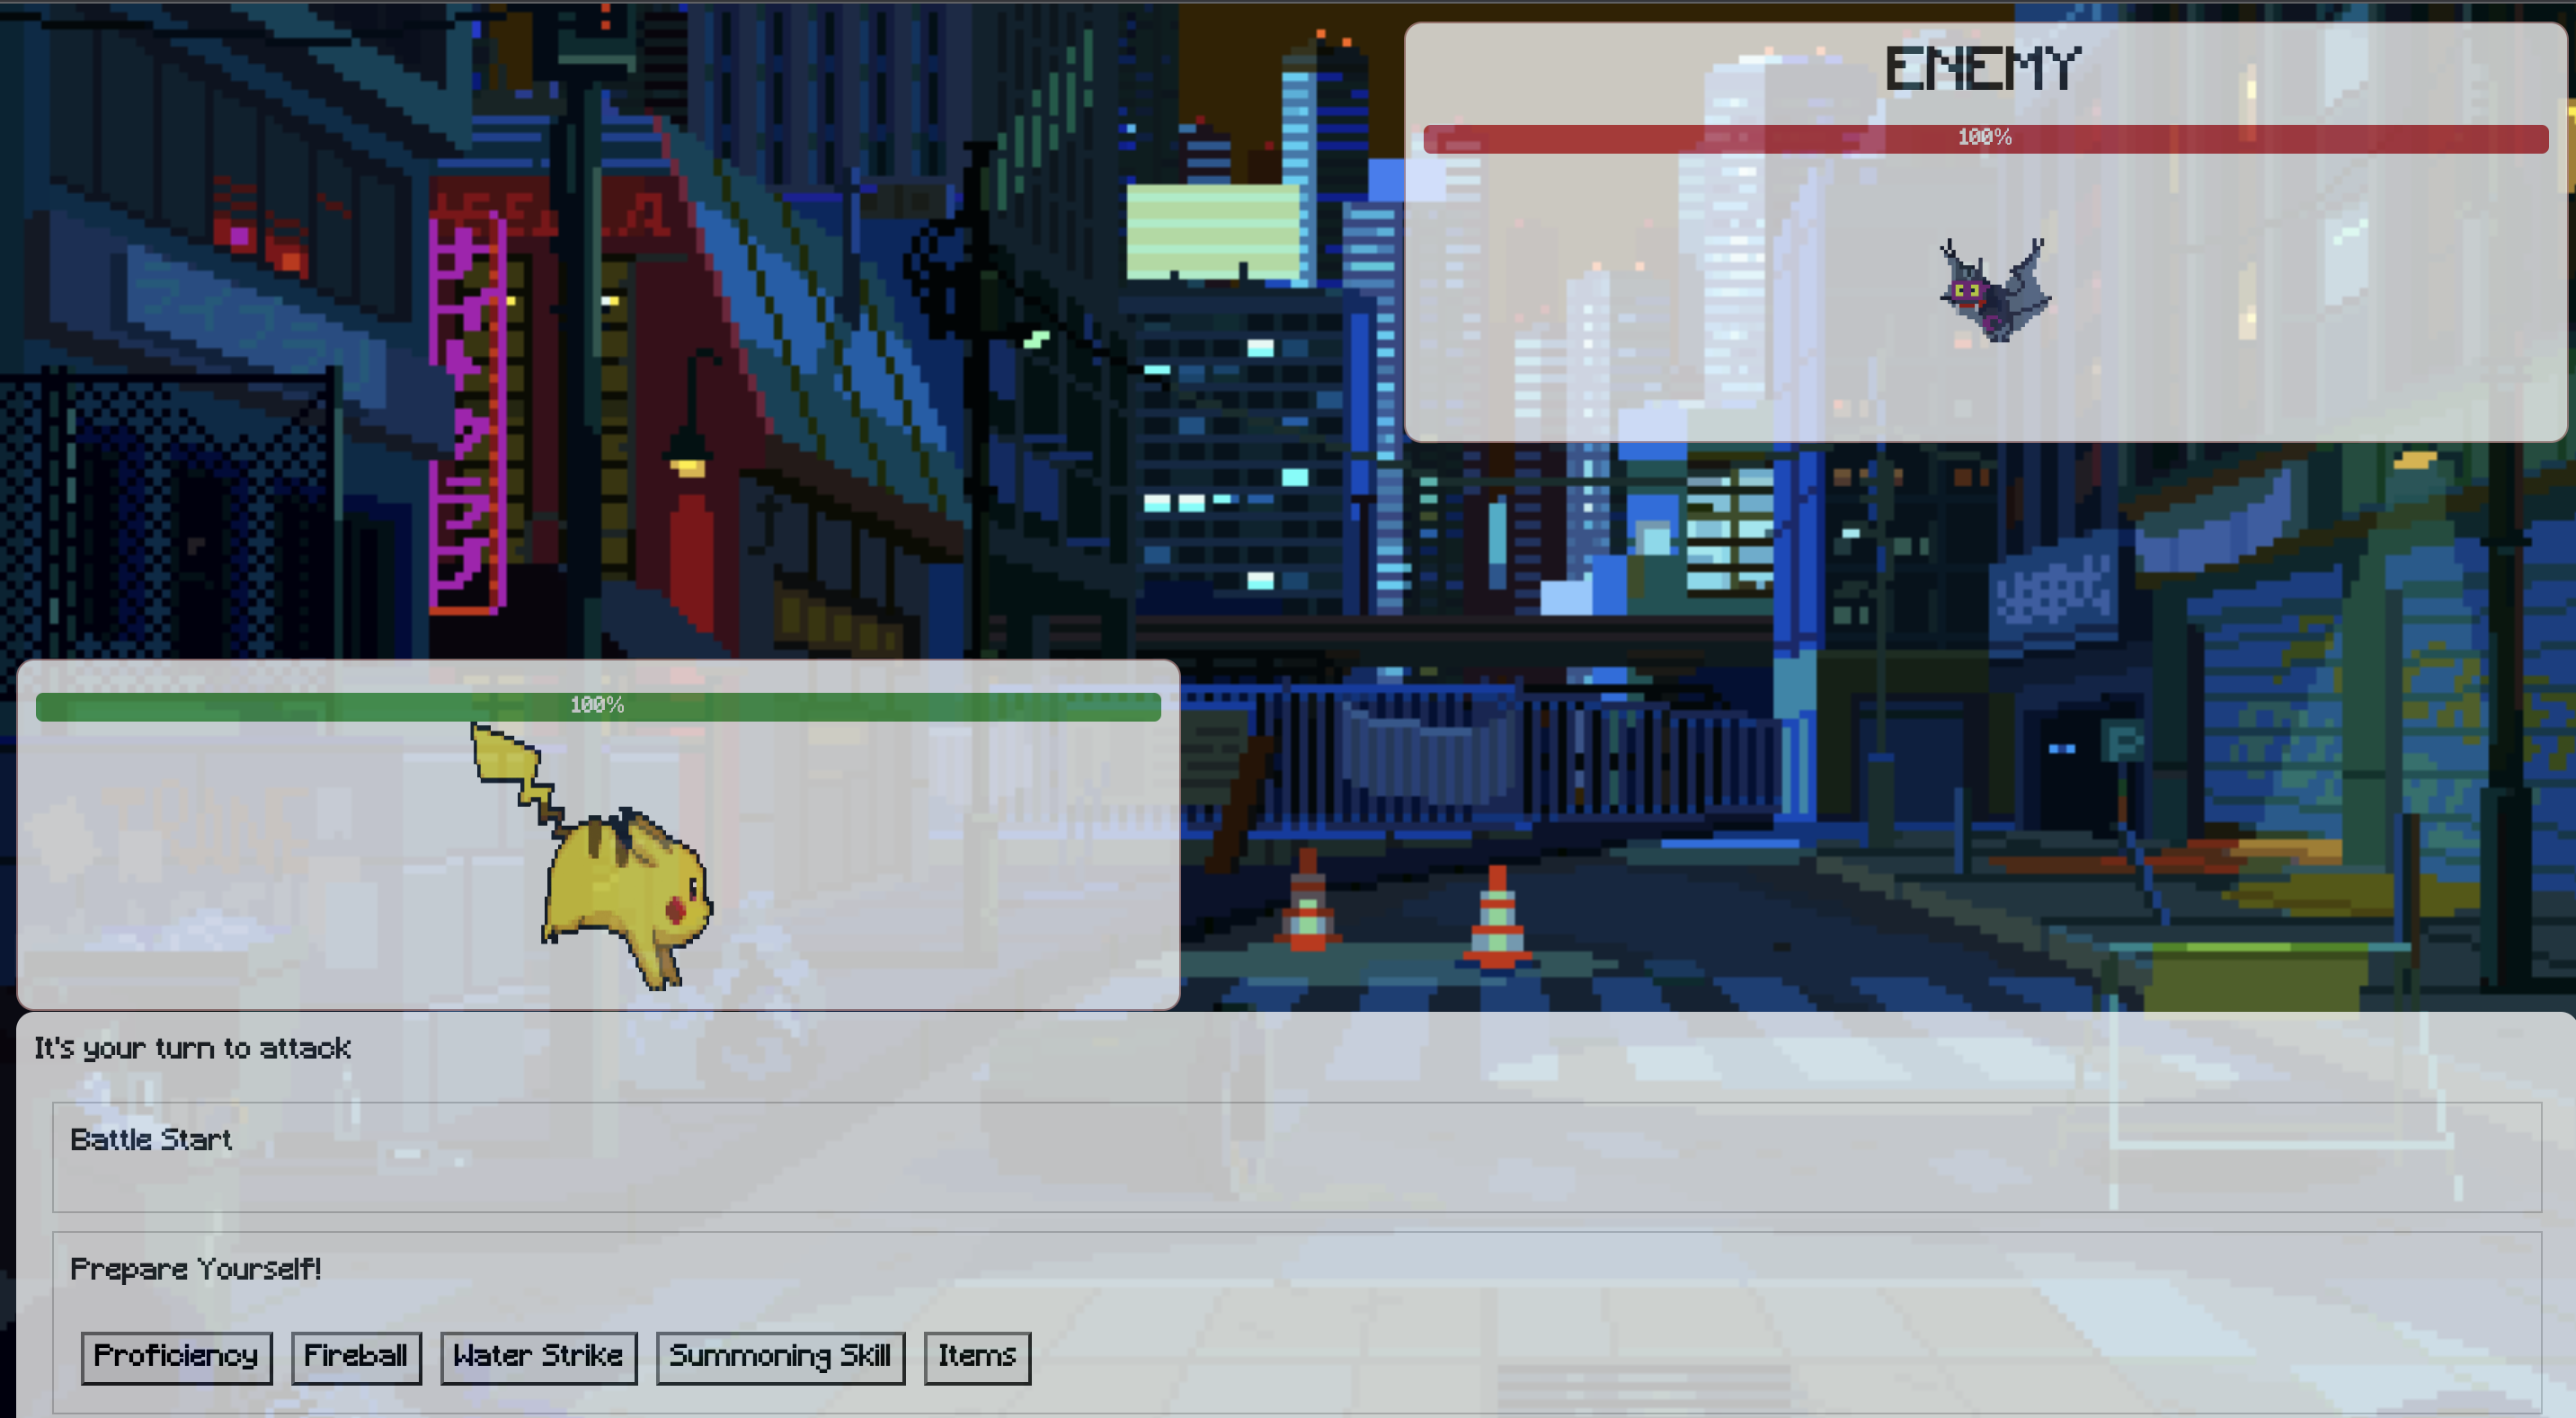 ENEMY
100%
100%
It's your turn to attack
Battle Start
Prepare Yourself!
Proficiency Fireball Water Strike Summoning Skill Items